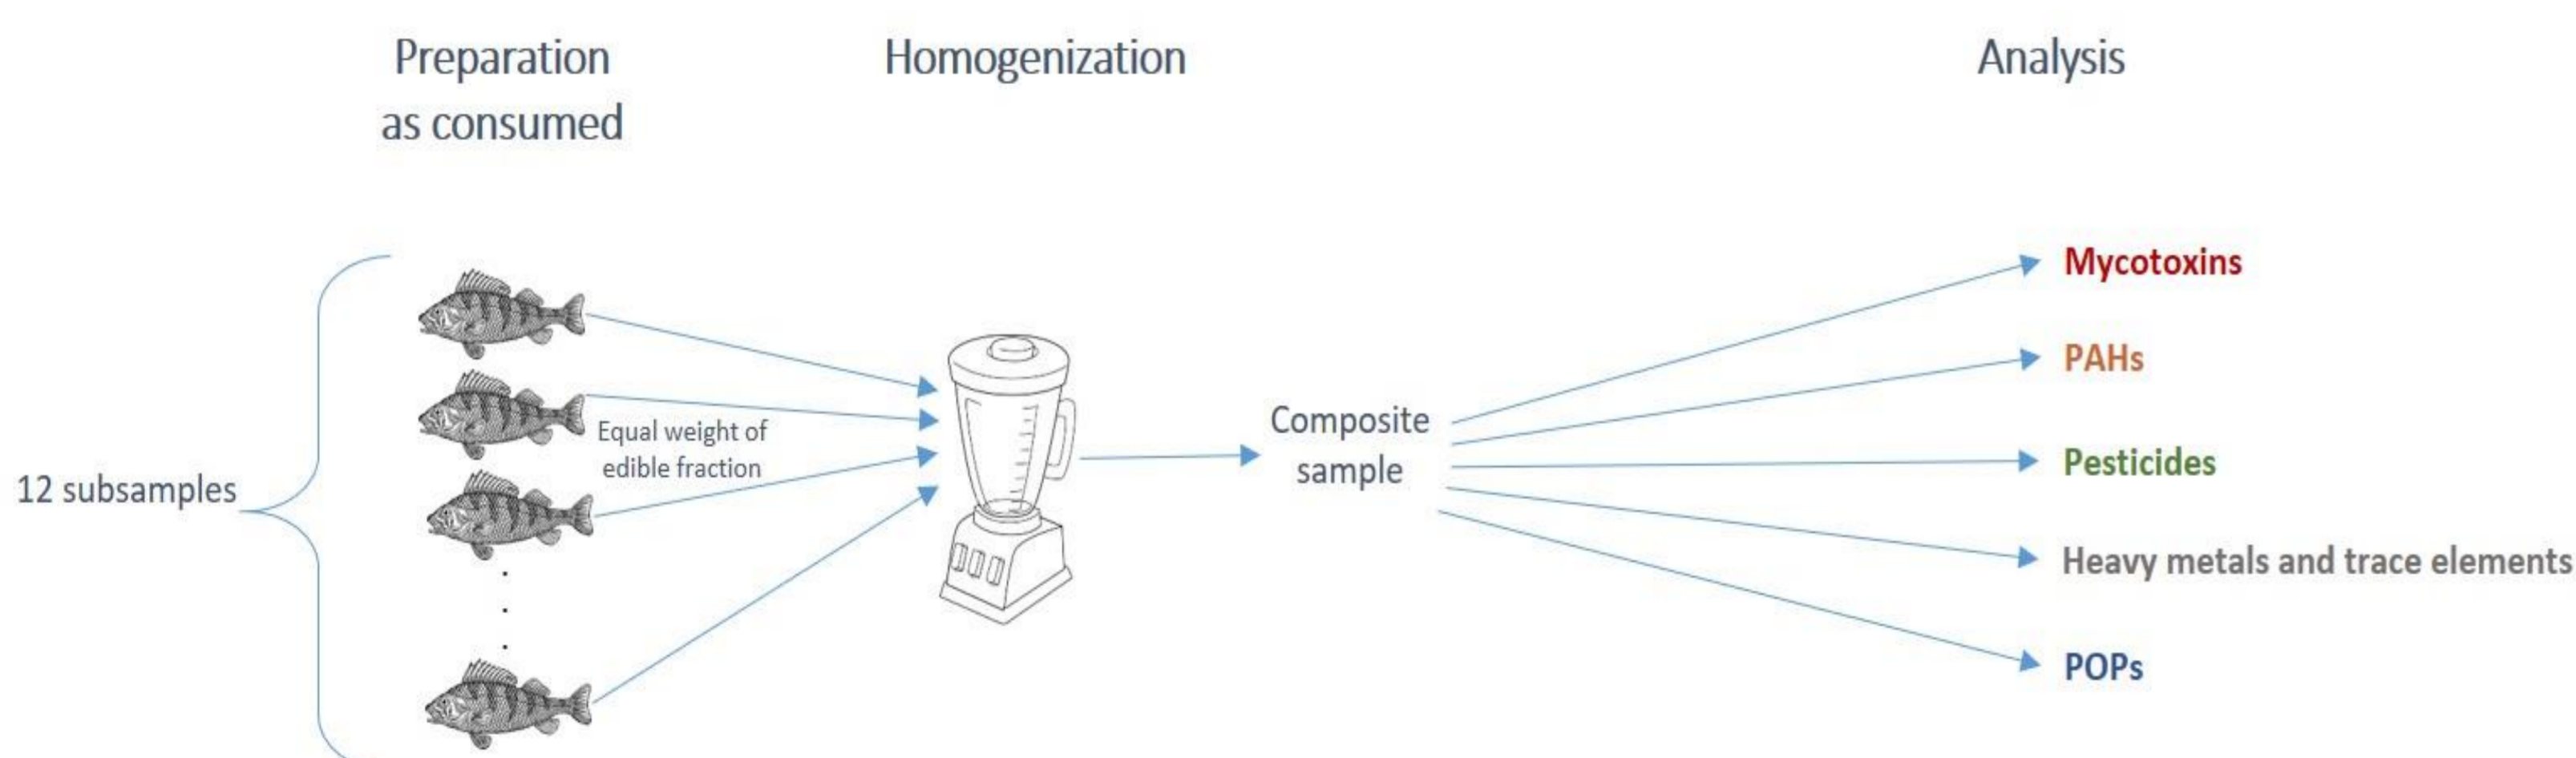 Preparation
as consumed
Homogenization
Analysis
12 subsamples
Equal weight of
edible fraction
Composite
sample
Mycotoxins
PAHs
Pesticides
Heavy metals and trace elements
POPs